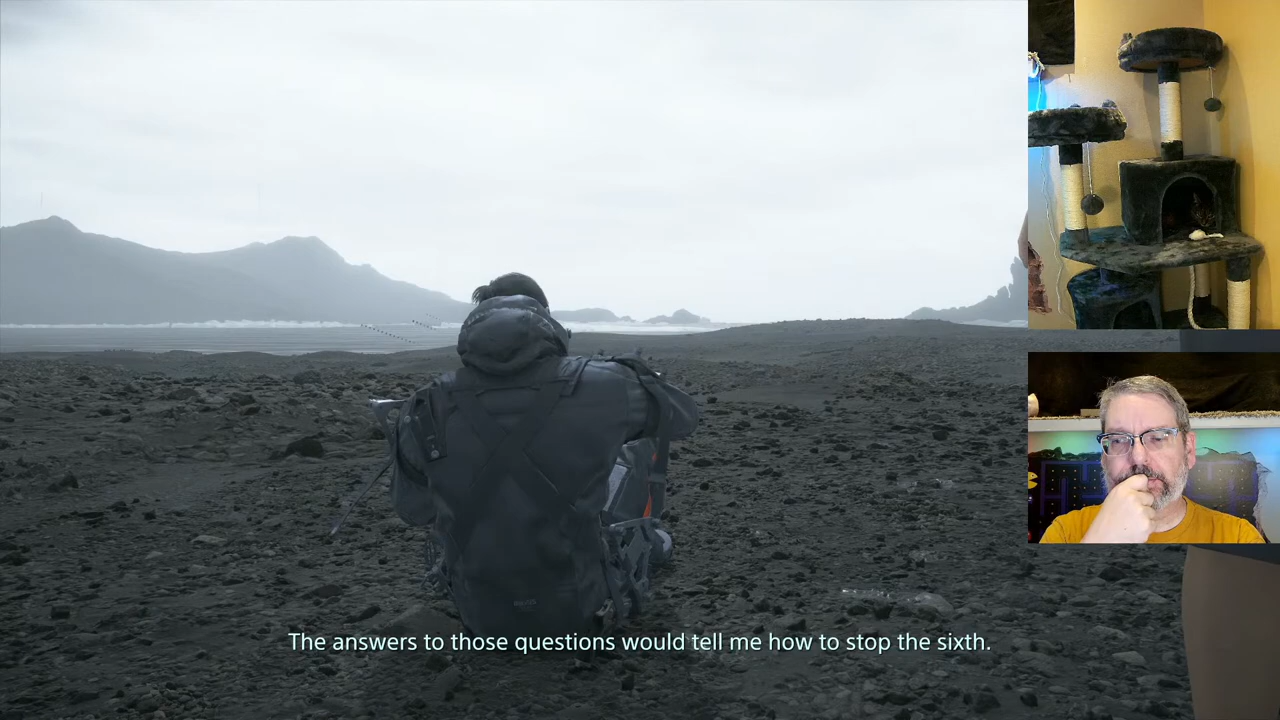 The answers to those questions would tell me how to stop the sixth.